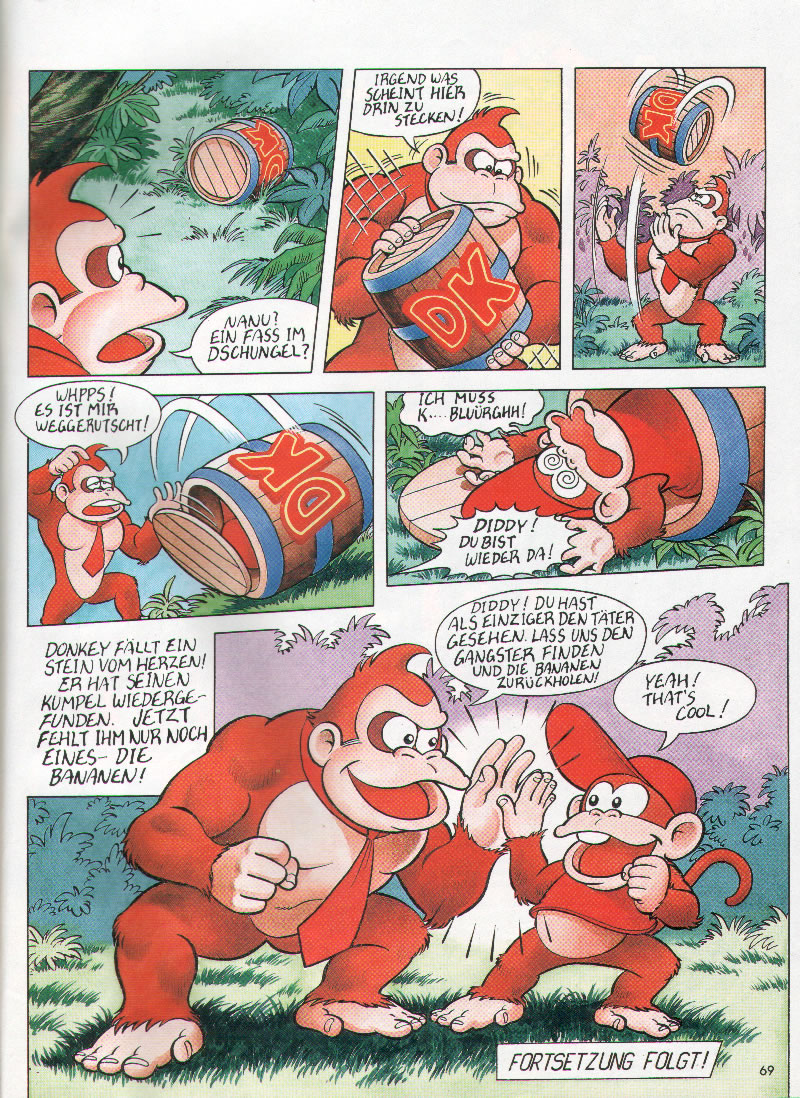 NANU?
EIN FASS IM
DSCHUNGEL?
DK
IRGEND WAS
SCHEINT HIER
DRIN ZU
STECKEN!
DK
DK
WHPPS!
ES IST MIR
WEGGERUTSCHT!
DK
ICH MUSS
K.... BLUÜRGHH!
DIDDY!
DU BIST
WIEDER DA!
DONKEY FÄLLT EIN
STEIN VOM HERZEN!
ER HAT SEINEN
KUMPEL WIEDERGE-
FUNDEN. JETZT
FEHLT IHM NUR NOCH
EINES- DIE
BANANEN!
DIDDY! DU HAST
ALS EINZIGER DEN TÄTER
GESEHEN. LASS UNS DEN
GANGSTER FINDEN
UND DIE BANANEN
ZURÜCKHOLEN!
YEAH!
THAT'S
COOL!
FORTSETZUNG FOLGT!
69